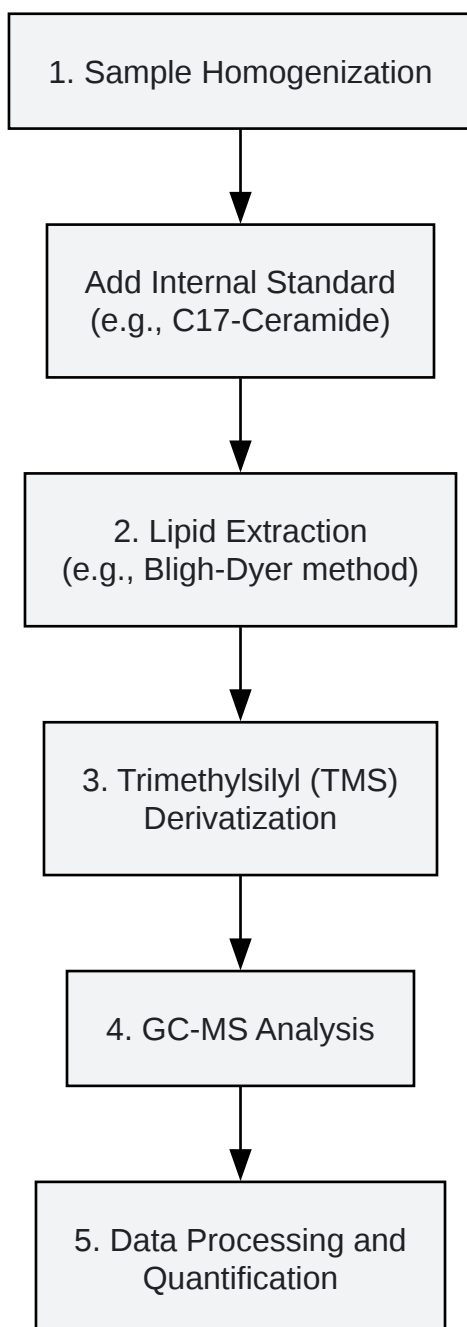 1. Sample Homogenization
Add Internal Standard
(e.g., C17-Ceramide)
2. Lipid Extraction
(e.g., Bligh-Dyer method)
3. Trimethylsilyl (TMS)
Derivatization
4. GC-MS Analysis
5. Data Processing and
Quantification